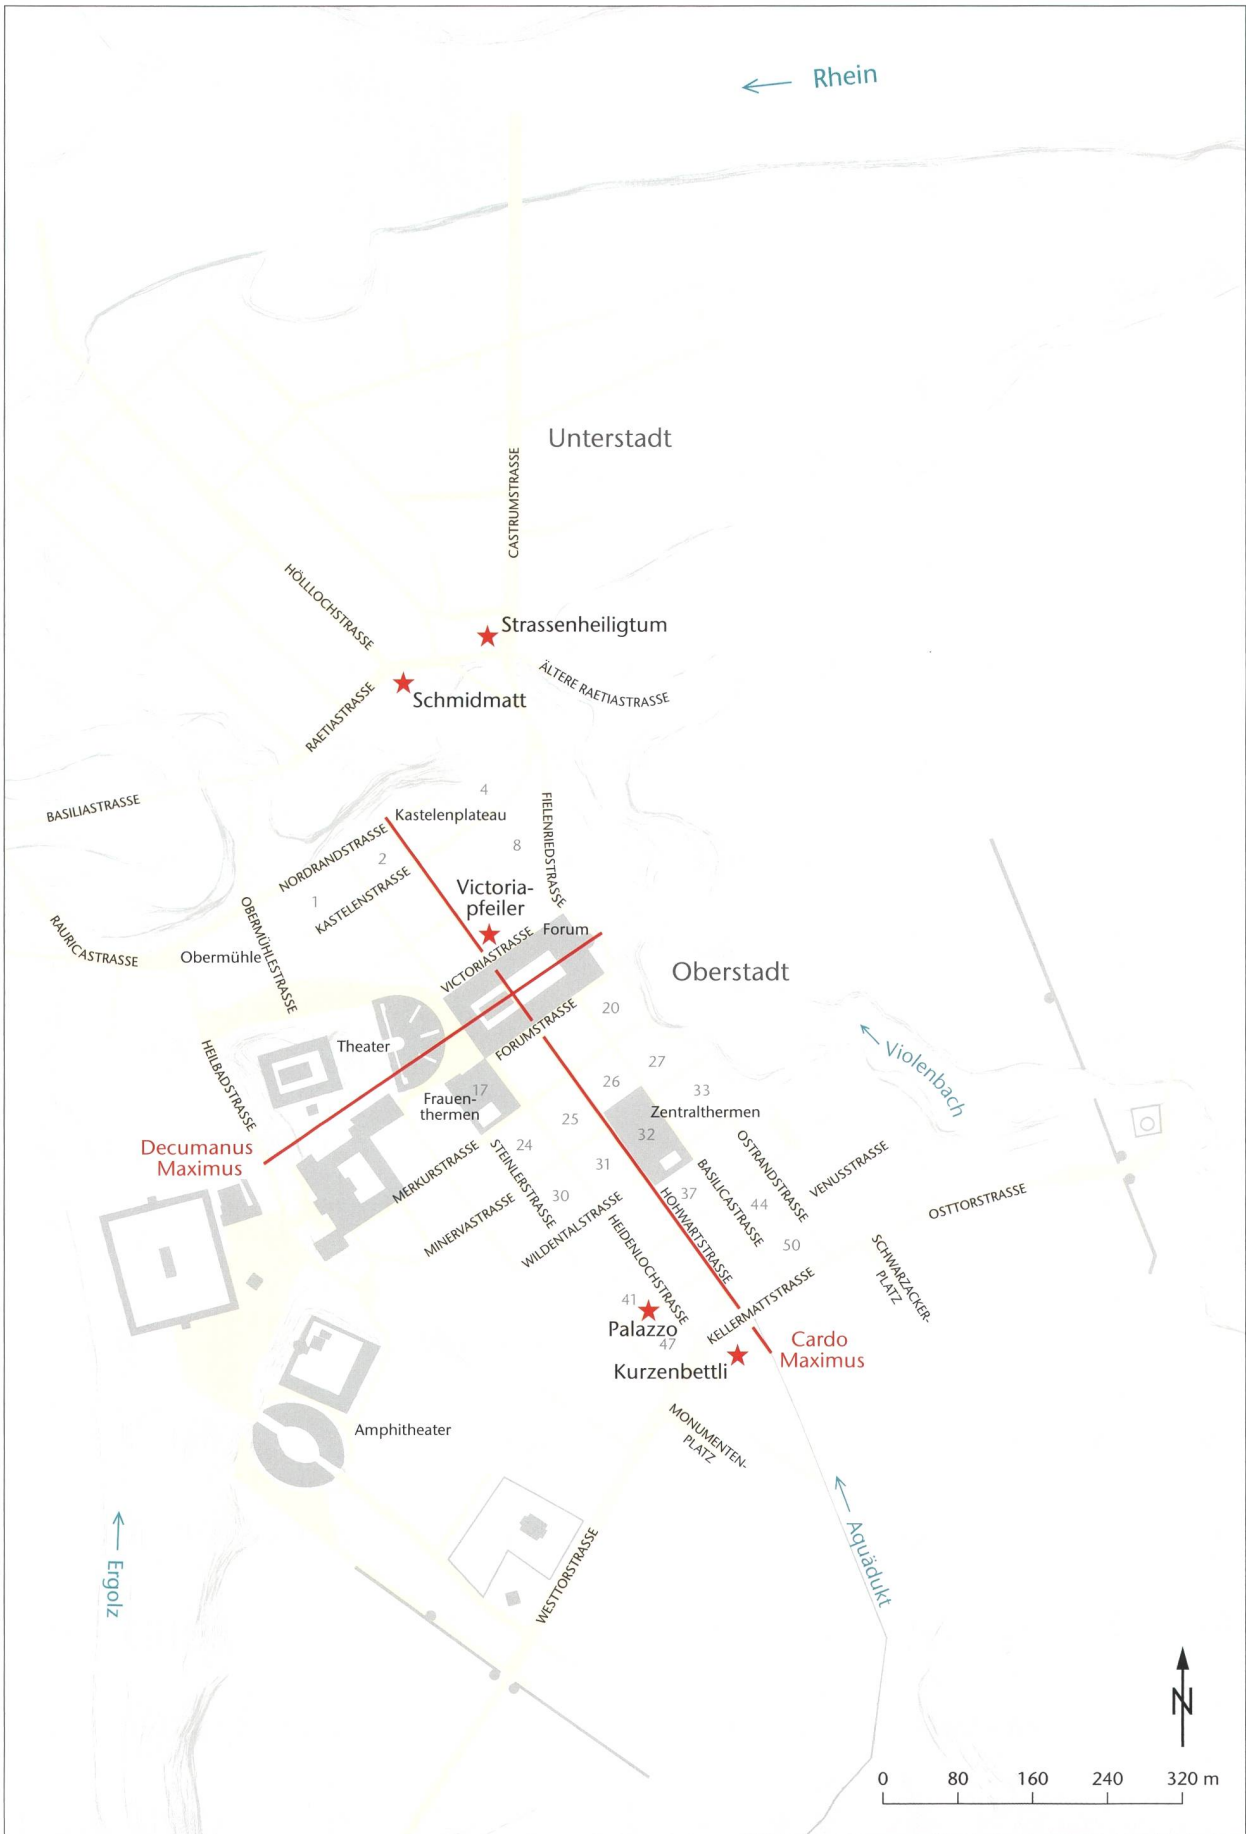 Rhein
Unterstadt
CASTRUMSTRASSE
HÖLLLOCHSTRASSE
Strassenheiligtum
ÄLTERE RAETIASTRASSE
Schmidmatt
RAETIASTRASSE
4
BASILIASTRASSE
Kastelenplateau
FIELENRIEDSTRASSE
NORDRANDSTRASSE
8
2
KASTELENSTRASSE
Victoria-
pfeiler
1
OBERMÜHLESTRASSE
RAURICASTRASSE
Obermühle
VICTORIASTRASSE
Forum
Oberstadt
20
FORUMSTRASSE
Theater
HEILBADSTRASSE
Violenbach
27
26
33
17
Frauen-
thermen
Zentralthermen
25
32
Decumanus
Maximus
24
MERKURSTRASSE
STEINLERSTRASSE
31
OSTRANDSTRASSE
VENUSSTRASSE
BASILICASTRASSE
30
37
44
HOHWARTSTRASSE
MINERVASTRASSE
WILDENTALSTRASSE
HEIDENLOCHSTRASSE
OSTTORSTRASSE
50
SCHWARZACKER-
PLATZ
41
KELLERMATTSTRASSE
Palazzo
47
Cardo
Maximus
Kurzenbettli
MONUMENTEN-
PLATZ
Amphitheater
WESTTORSTRASSE
Aquädukt
Ergolz
N
0 80 160 240 320 m